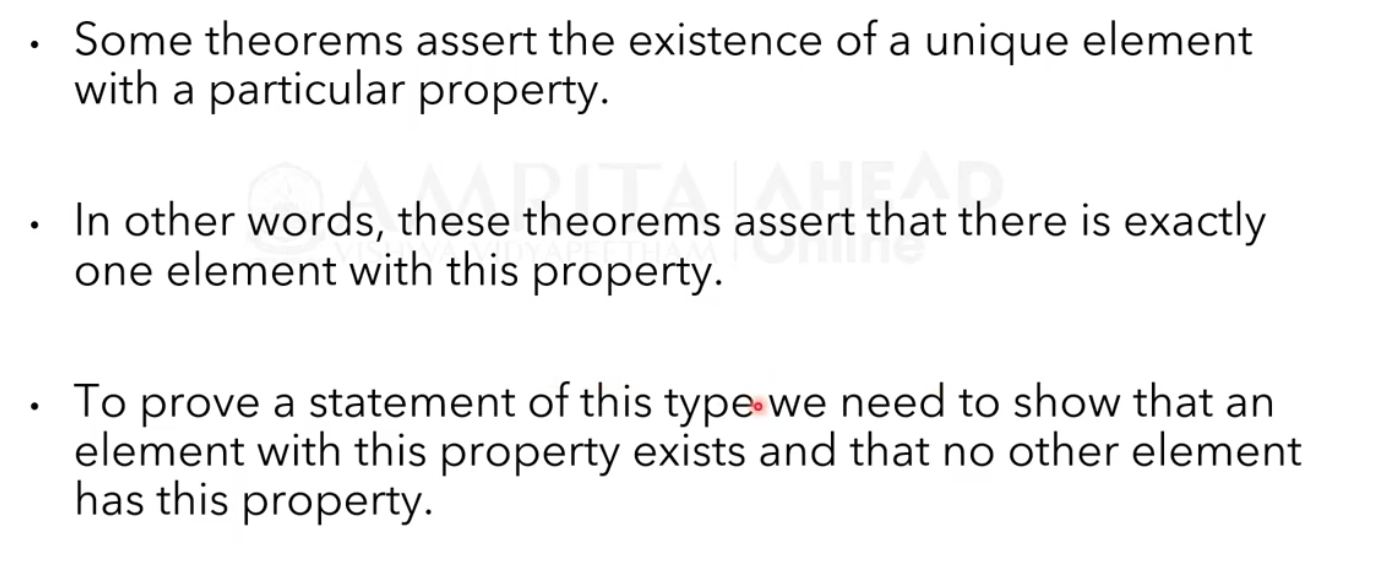 • Some theorems assert the existence of a unique element
with a particular property.
AMRITA | AHEAD
VISHWA VIDYAPEETHAM Online
• In other words, these theorems assert that there is exactly
one element with this property.
• To prove a statement of this type we need to show that an
element with this property exists and that no other element
has this property.